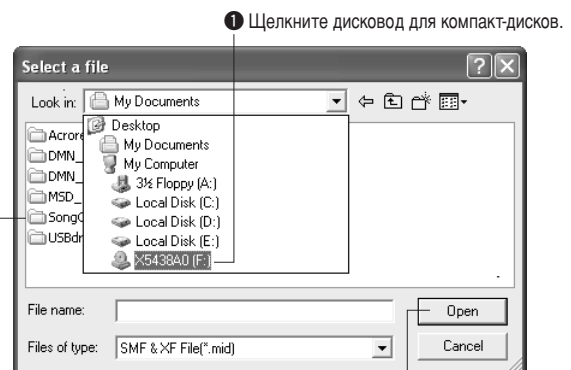 ❶ Щелкните дисковод для компакт-дисков.
Select a file
Look in: My Documents
Desktop
My Documents
My Computer
3½ Floppy (A:)
Local Disk (C:)
Local Disk (D:)
Local Disk (E:)
X5438A0 (F:)
Acrore
DMN_
DMN_
MSD_
SongC
USBdr
File name:
Open
Files of type: SMF & XF File(*.mid)
Cancel